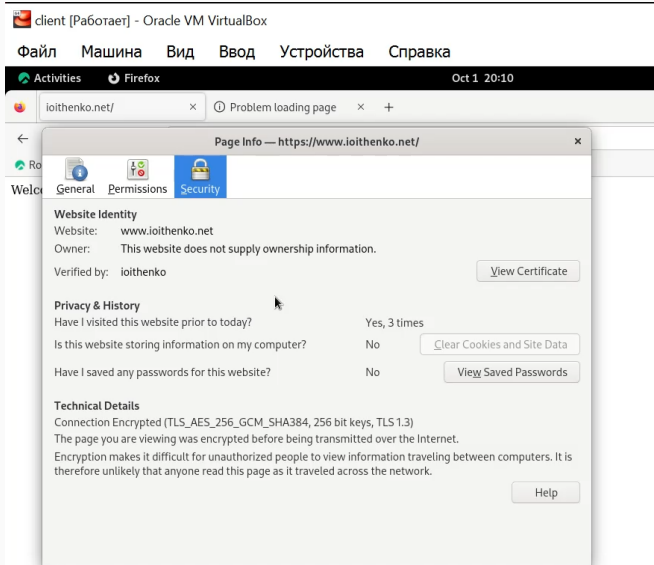 client [Работает] - Oracle VM VirtualBox
Файл Машина Вид Ввод Устройства Справка
Activities Firefox Oct 1 20:10
ioithenko.net/ × Problem loading page × +
Page Info — https://www.ioithenko.net/ ×
Ro
Welc
General Permissions Security
Website Identity
Website: www.ioithenko.net
Owner: This website does not supply ownership information.
Verified by: ioithenko View Certificate
Privacy & History
Have I visited this website prior to today? Yes, 3 times
Is this website storing information on my computer? No Clear Cookies and Site Data
Have I saved any passwords for this website? No View Saved Passwords
Technical Details
Connection Encrypted (TLS_AES_256_GCM_SHA384, 256 bit keys, TLS 1.3)
The page you are viewing was encrypted before being transmitted over the Internet.
Encryption makes it difficult for unauthorized people to view information traveling between computers. It is
therefore unlikely that anyone read this page as it traveled across the network.
Help